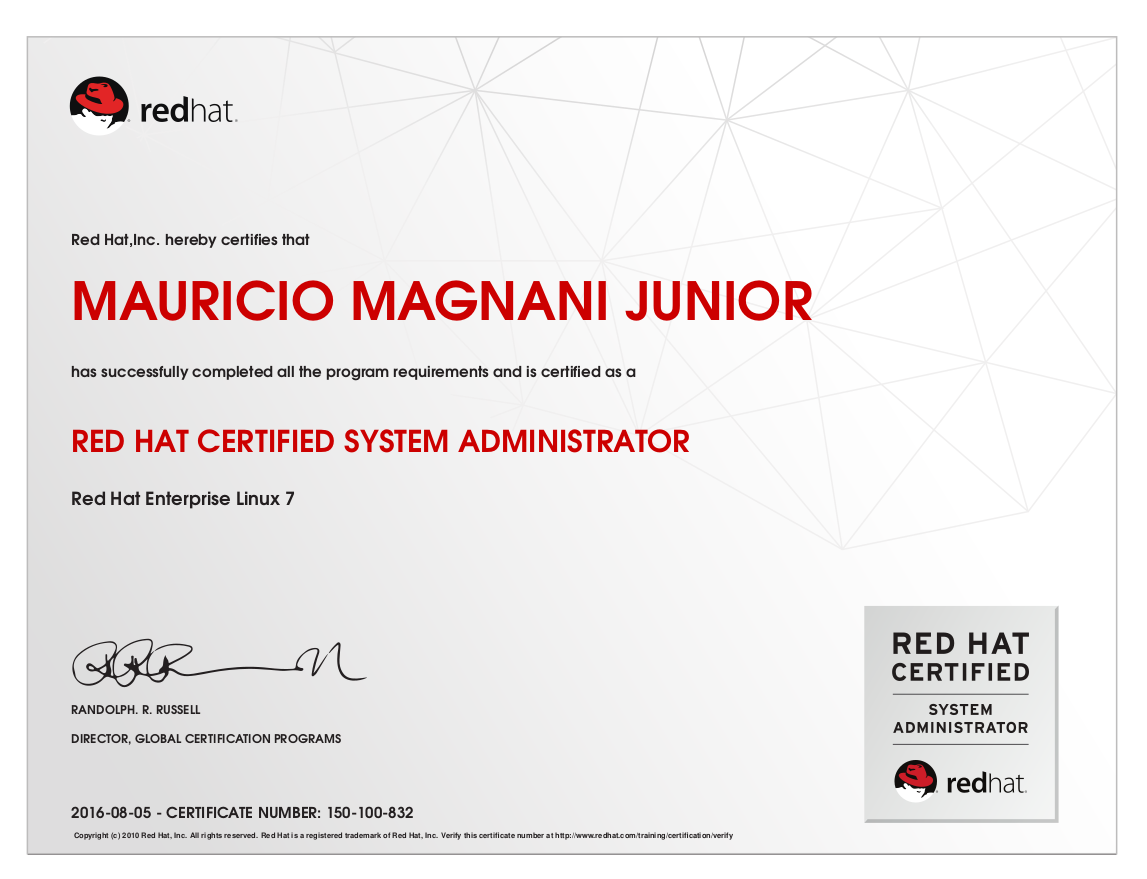 redhat.
Red Hat,Inc. hereby certifies that
MAURICIO MAGNANI JUNIOR
has successfully completed all the program requirements and is certified as a
RED HAT CERTIFIED SYSTEM ADMINISTRATOR
Red Hat Enterprise Linux 7
RANDOLPH. R. RUSSELL
DIRECTOR, GLOBAL CERTIFICATION PROGRAMS
2016-08-05 - CERTIFICATE NUMBER: 150-100-832
Copyright (c) 2010 Red Hat, Inc. All rights reserved. Red Hat is a registered trademark of Red Hat, Inc. Verify this certificate number at http://www.redhat.com/training/certification/verify
RED HAT
CERTIFIED
SYSTEM
ADMINISTRATOR
redhat.